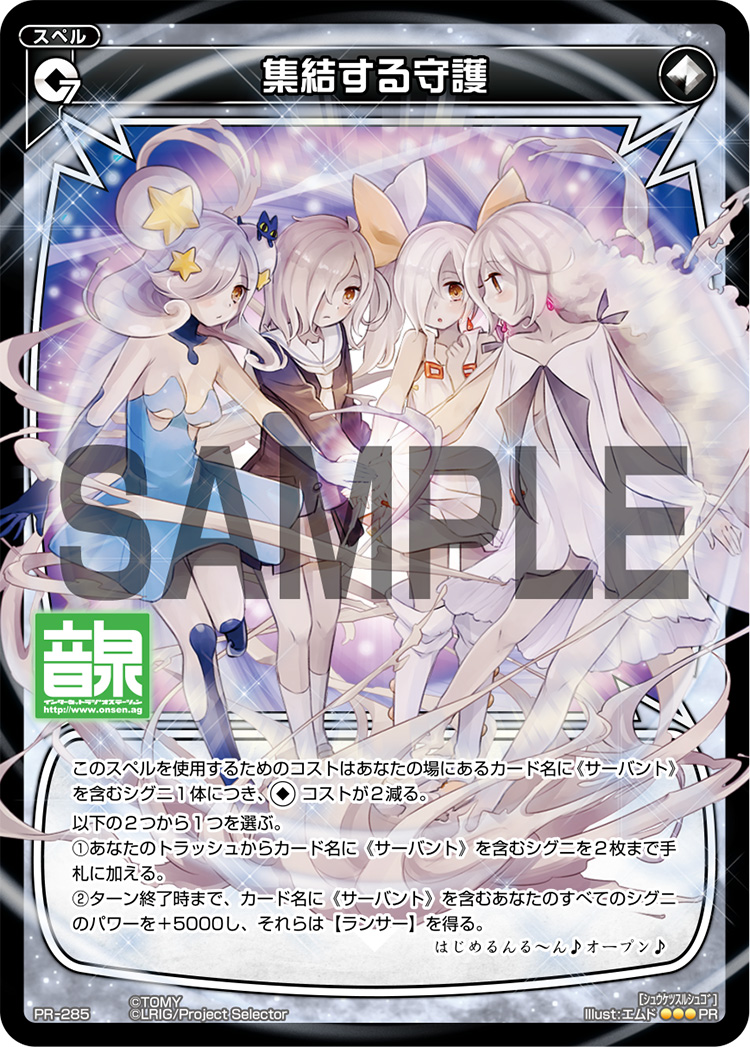 スペル
7
集結する守護
SAMPLE
音泉
インターネットラジオステーション
http://www.onsen.ag
このスペルを使用するためのコストはあなたの場にあるカード名に《サーバント》
を含むシグニ1体につき、◆コストが2減る。
以下の2つから1つを選ぶ。
①あなたのトラッシュからカード名に《サーバント》を含むシグニを2枚まで手
札に加える。
②ターン終了時まで、カード名に《サーバント》を含むあなたのすべてのシグニ
のパワーを+5000し、それらは【ランサー】を得る。
はじめるんる～ん♪オープン♪
[シュウケツスルシュゴ]
PR-285 ©TOMY
©LRIG/Project Selector
Illust:エムド PR